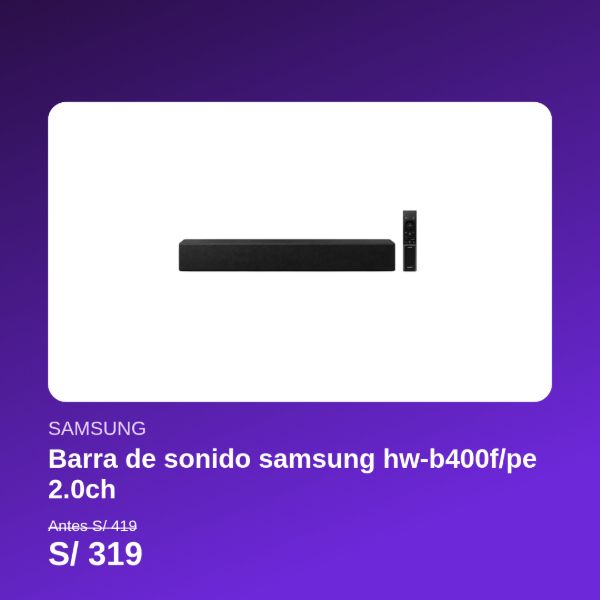 SAMSUNG
Barra de sonido samsung hw-b400f/pe
2.0ch
Antes S/ 419
S/ 319